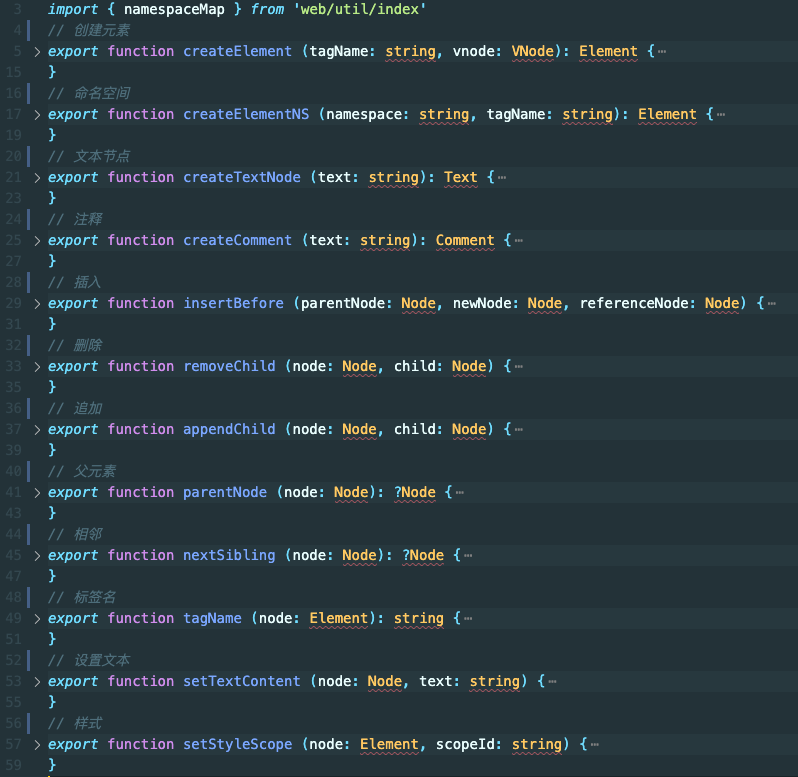 3 import { namespaceMap } from 'web/util/index'
4 // 创建元素
5 export function createElement (tagName: string, vnode: VNode): Element {⋯
15 }
16 // 命名空间
17 export function createElementNS (namespace: string, tagName: string): Element {⋯
19 }
20 // 文本节点
21 export function createTextNode (text: string): Text {⋯
23 }
24 // 注释
25 export function createComment (text: string): Comment {⋯
27 }
28 // 插入
29 export function insertBefore (parentNode: Node, newNode: Node, referenceNode: Node) {⋯
31 }
32 // 删除
33 export function removeChild (node: Node, child: Node) {⋯
35 }
36 // 追加
37 export function appendChild (node: Node, child: Node) {⋯
39 }
40 // 父元素
41 export function parentNode (node: Node): ?Node {⋯
43 }
44 // 相邻
45 export function nextSibling (node: Node): ?Node {⋯
47 }
48 // 标签名
49 export function tagName (node: Element): string {⋯
51 }
52 // 设置文本
53 export function setTextContent (node: Node, text: string) {⋯
55 }
56 // 样式
57 export function setStyleScope (node: Element, scopeId: string) {⋯
59 }